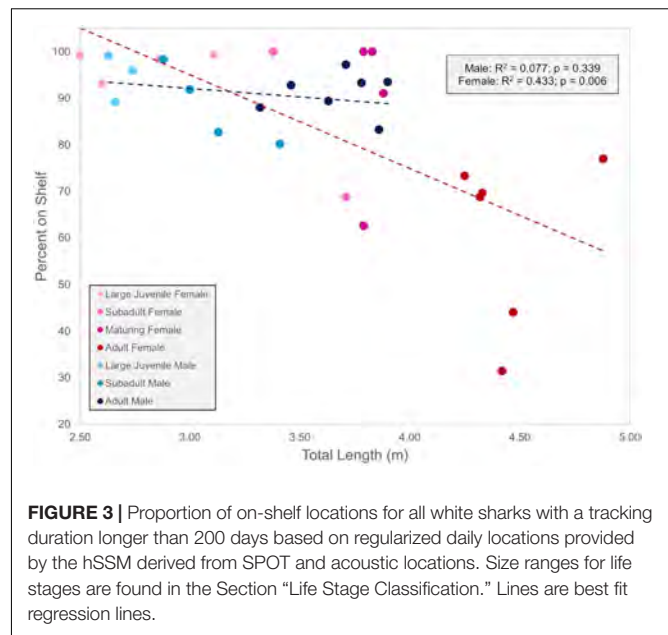 100
90
80
70
60
50
40
30
20
Percent on Shelf
Male: R² = 0.077; p = 0.339
Female: R² = 0.433; p = 0.006
Large Juvenile Female
Subadult Female
Maturing Female
Adult Female
Large Juvenile Male
Subadult Male
Adult Male
2.50 3.00 3.50 4.00 4.50 5.00
Total Length (m)
FIGURE 3 | Proportion of on-shelf locations for all white sharks with a tracking
duration longer than 200 days based on regularized daily locations provided
by the hSSM derived from SPOT and acoustic locations. Size ranges for life
stages are found in the Section “Life Stage Classification.” Lines are best fit
regression lines.